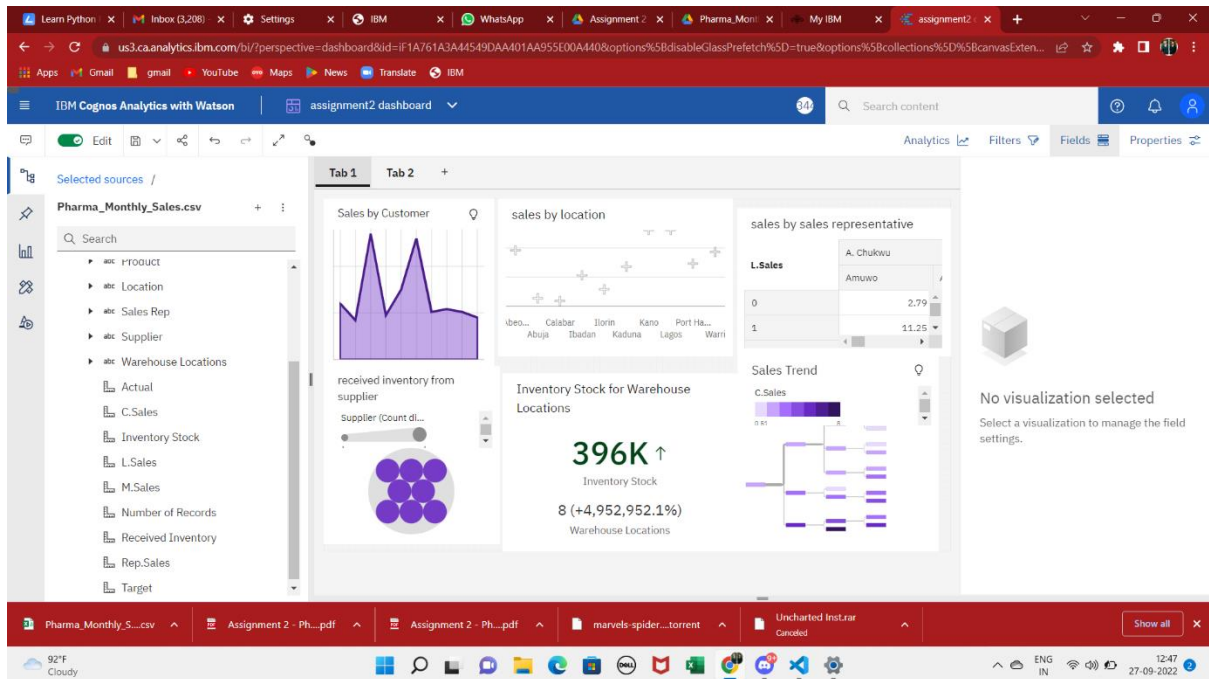 Learn Python
Inbox (3,208)
Settings
IBM
WhatsApp
Assignment 2
Pharma_Mont
My IBM
assignment2
us3.ca.analytics.ibm.com/bi/?perspective=dashboard&id=iF1A761A3A44549DAA401AA955E00A440&options%5BdisableGlassPrefetch%5D=true&options%5Bcollections%5D%5BcanvasExten...
Apps
Gmail
gmail
YouTube
Maps
News
Translate
IBM
IBM Cognos Analytics with Watson
assignment2 dashboard
Search content
Edit
Analytics
Filters
Fields
Properties
Selected sources /
Tab 1
Tab 2
Pharma_Monthly_Sales.csv
Search
abc Product
abc Location
abc Sales Rep
abc Supplier
abc Warehouse Locations
Actual
C.Sales
Inventory Stock
L.Sales
M.Sales
Number of Records
Received Inventory
Rep.Sales
Target
Sales by Customer
sales by location
Calabar Ilorin Kano Port Ha...
Abuja Ibadan Kaduna Lagos Warri
sales by sales representative
L.Sales
A. Chukwu
Amuwo
0 2.79
1 11.25
received inventory from
supplier
Supplier (Count di...
Inventory Stock for Warehouse
Locations
396K ↑
Inventory Stock
8 (+4,952,952.1%)
Warehouse Locations
Sales Trend
C.Sales
No visualization selected
Select a visualization to manage the field
settings.
Pharma_Monthly_S....csv
Assignment 2 - Ph....pdf
Assignment 2 - Ph....pdf
marvels-spider....torrent
Uncharted Inst.rar
Canceled
Show all
92°F
Cloudy
DELL
ENG
IN
12:47
27-09-2022
2